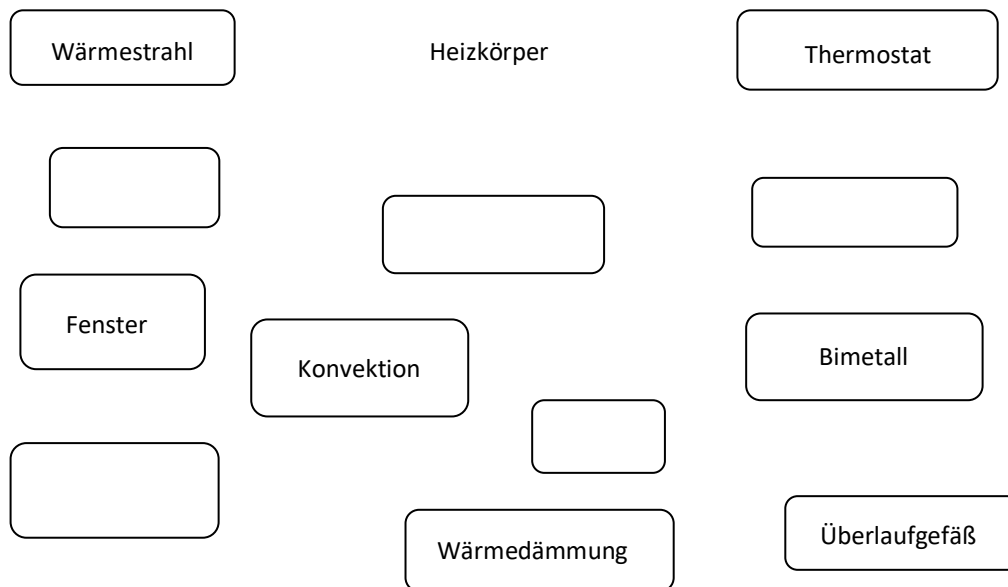 Wärmestrahl
Heizkörper
Thermostat
Fenster
Konvektion
Bimetall
Wärmedämmung
Überlaufgefäß